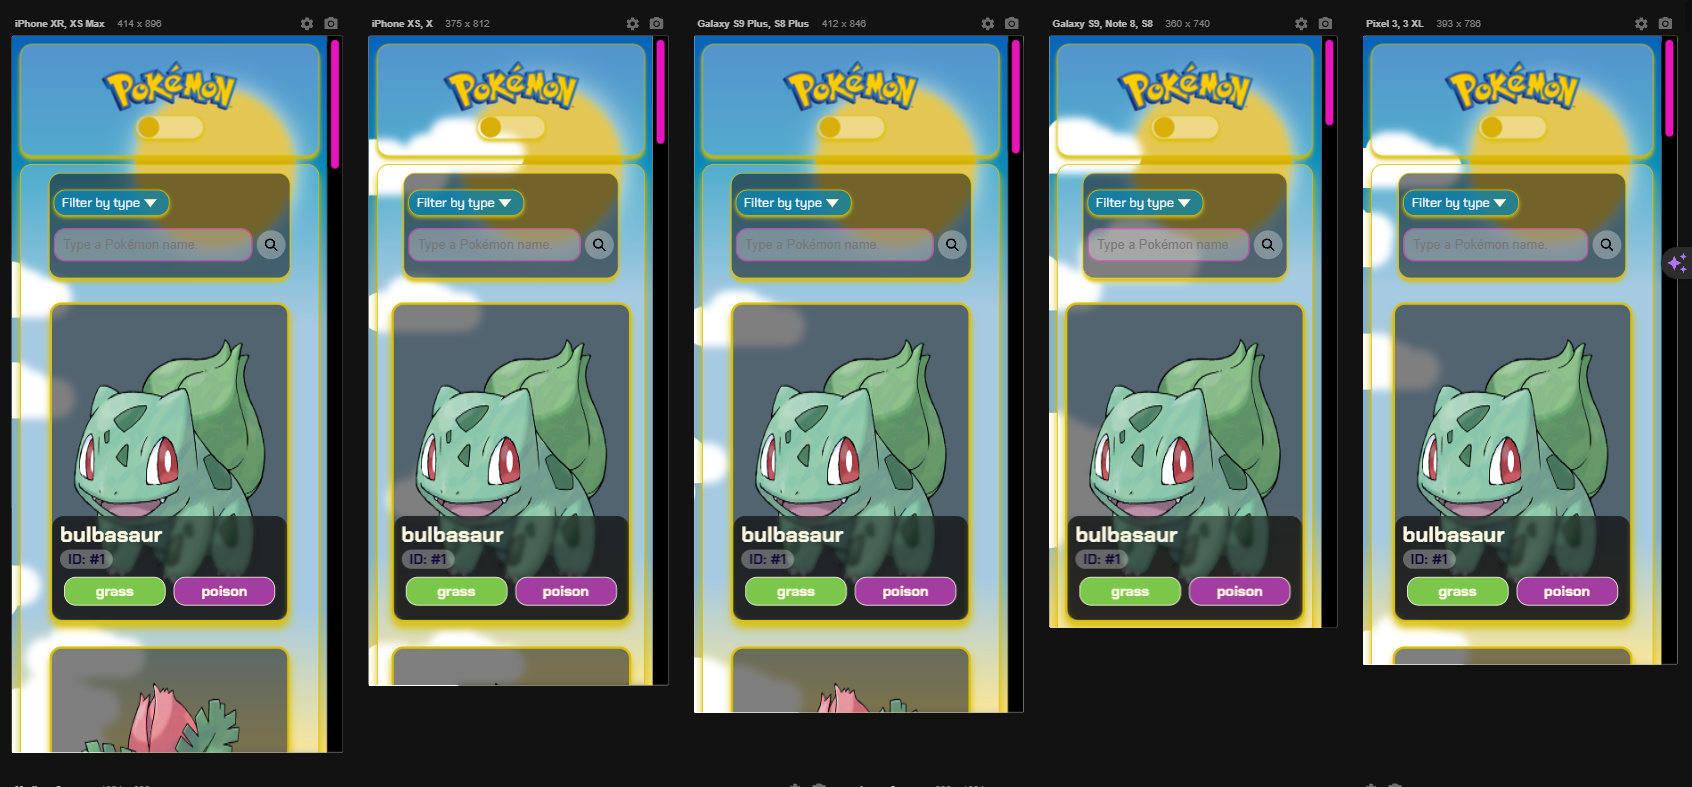 iPhone XR, XS Max 414 x 896
iPhone XS, X 375 x 812
Galaxy S9 Plus, S8 Plus 412 x 846
Galaxy S9, Note 8, S8 360 x 740
Pixel 3, 3 XL 393 x 786
Pokémon
Filter by type
Type a Pokémon name.
bulbasaur
ID: #1
grass poison
Pokémon
Filter by type
Type a Pokémon name.
bulbasaur
ID: #1
grass poison
Pokémon
Filter by type
Type a Pokémon name.
bulbasaur
ID: #1
grass poison
Pokémon
Filter by type
Type a Pokémon name
bulbasaur
ID: #1
grass poison
Pokémon
Filter by type
Type a Pokémon name.
bulbasaur
ID: #1
grass poison